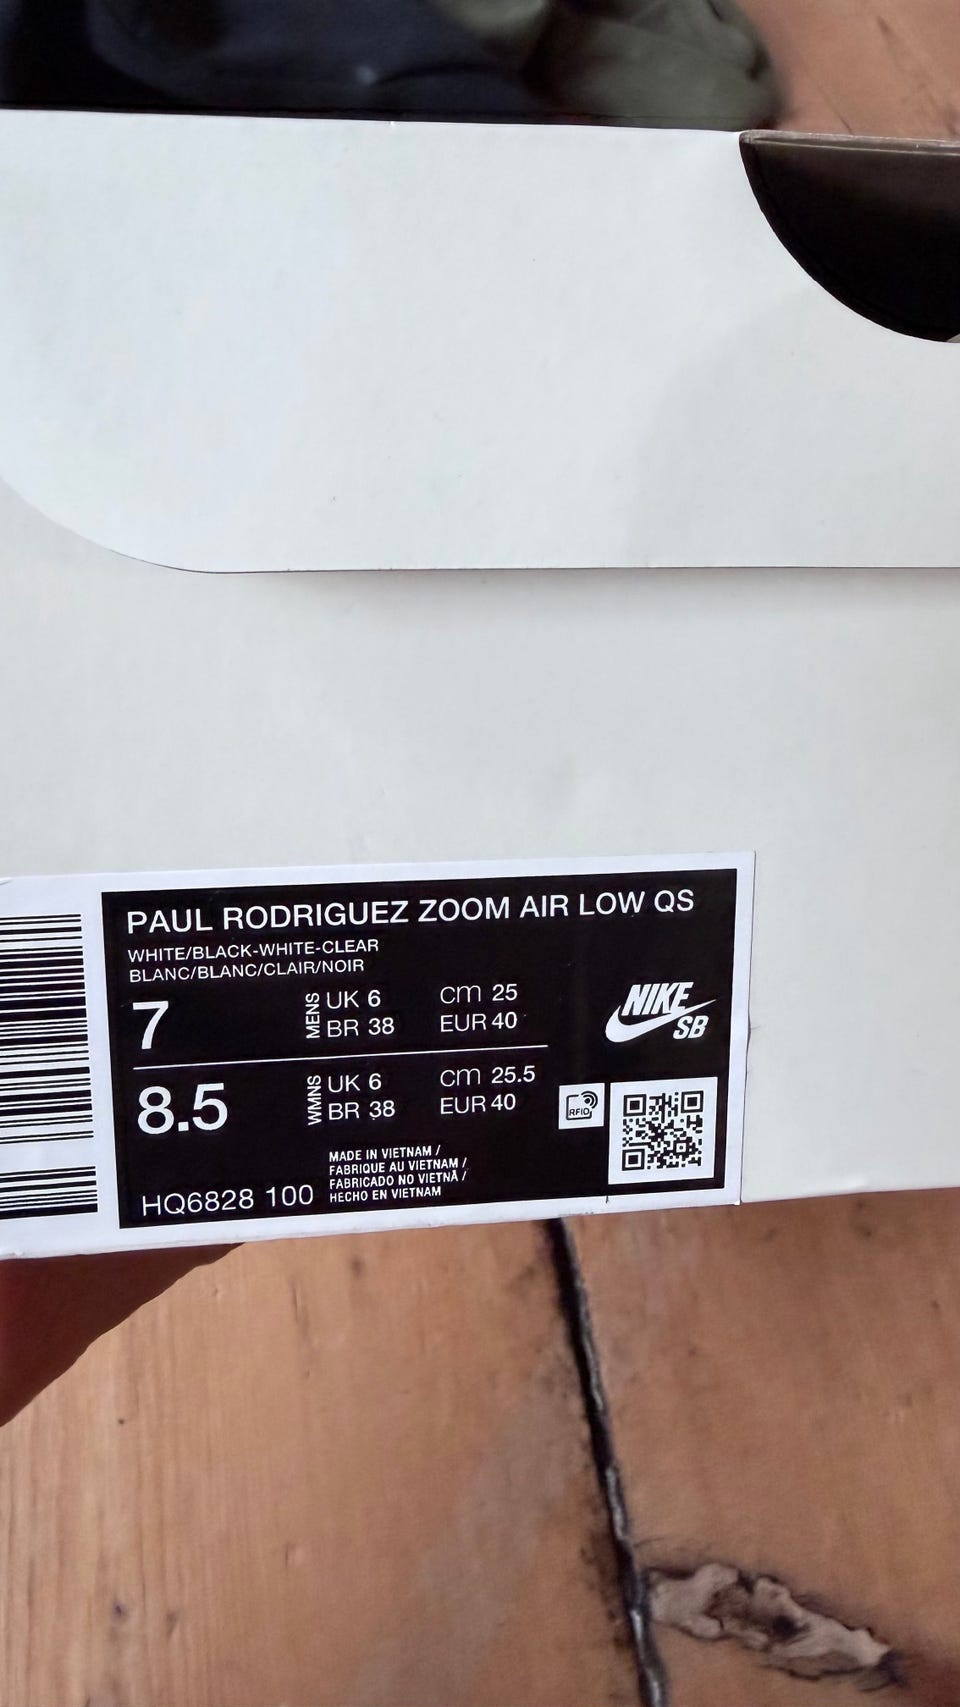 PAUL RODRIGUEZ ZOOM AIR LOW QS
WHITE/BLACK-WHITE-CLEAR
BLANC/BLANC/CLAIR/NOIR
7
MENS
UK 6
BR 38
cm 25
EUR 40
8.5
WMNS
UK 6
BR 38
cm 25.5
EUR 40
NIKE
SB
RFID
HQ6828 100
MADE IN VIETNAM /
FABRIQUE AU VIETNAM /
FABRICADO NO VIETNÃ /
HECHO EN VIETNAM